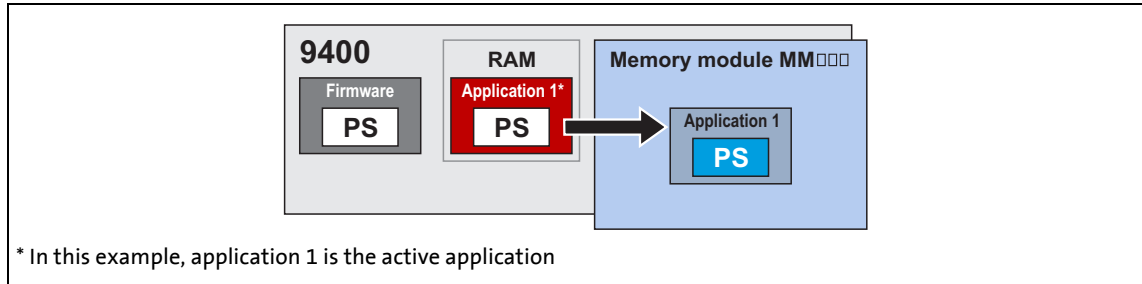 9400
RAM
Memory module MM□□□
Firmware
Application 1*
PS
PS
Application 1
PS
* In this example, application 1 is the active application